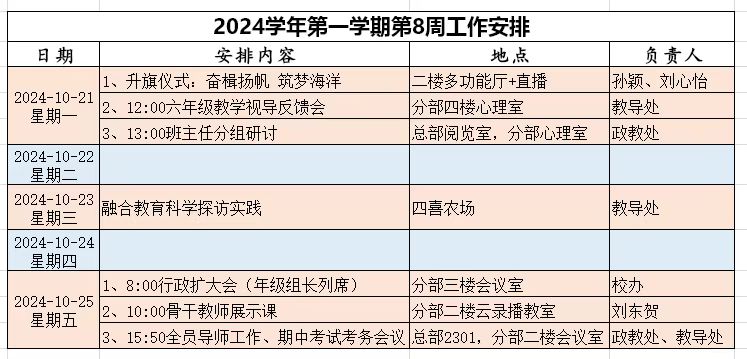 2024学年第一学期第8周工作安排
日期 安排内容 地点 负责人
2024-10-21
星期一
1、升旗仪式：奋楫扬帆 筑梦海洋 二楼多功能厅+直播 孙颖、刘心怡
2、12:00六年级教学视导反馈会 分部四楼心理室 教导处
3、13:00班主任分组研讨 总部阅览室，分部心理室 政教处
2024-10-22
星期二
2024-10-23
星期三
融合教育科学探访实践 四喜农场 教导处
2024-10-24
星期四
2024-10-25
星期五
1、8:00行政扩大会（年级组长列席） 分部三楼会议室 校办
2、10:00骨干教师展示课 分部二楼云录播教室 刘东贺
3、15:50全员导师工作、期中考试考务会议 总部2301，分部二楼会议室 政教处、教导处